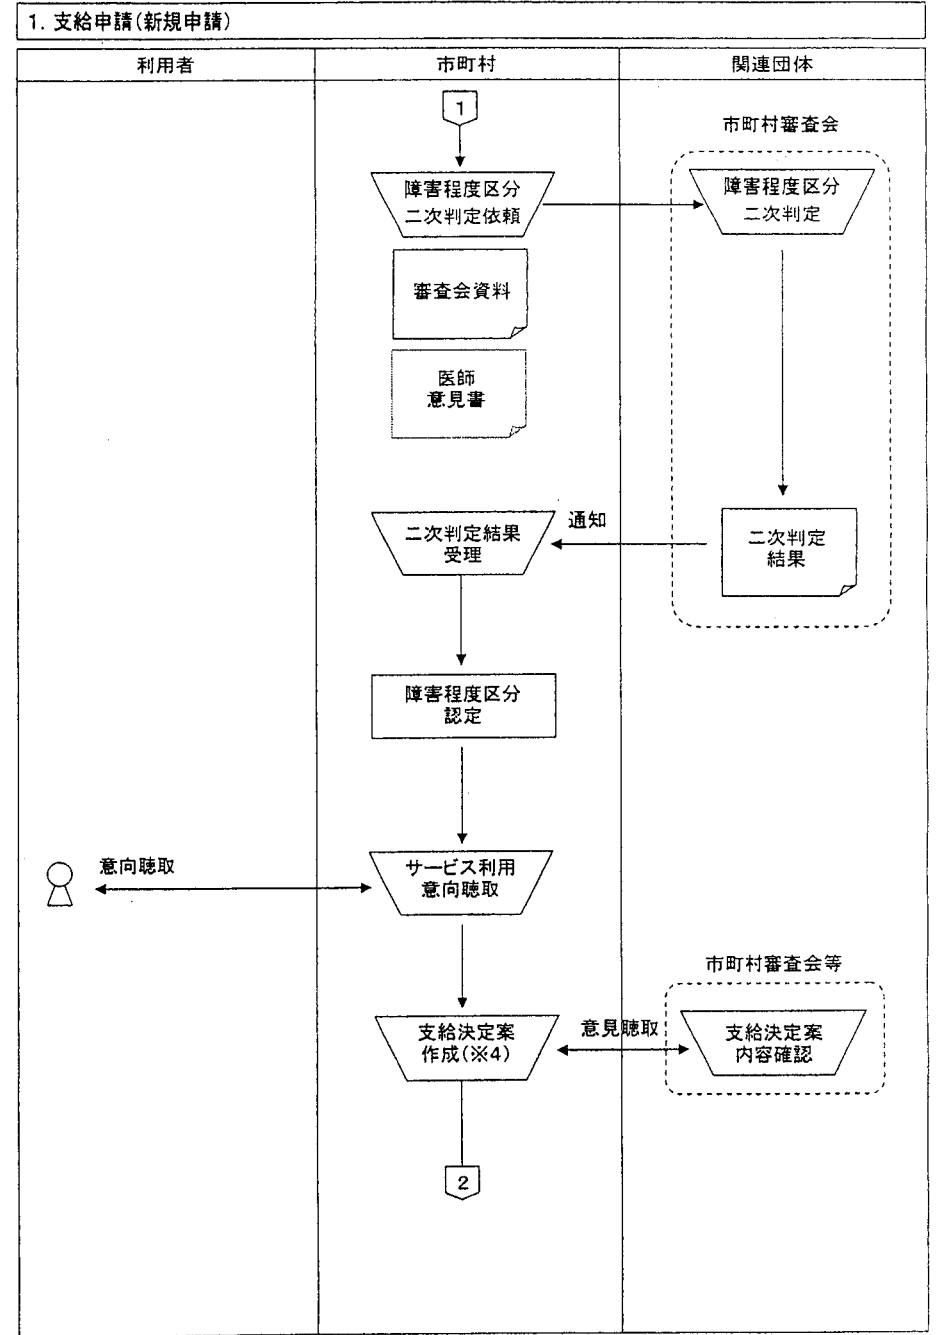 1. 支給申請(新規申請)
利用者
市町村
関連団体
1
市町村審査会
障害程度区分
二次判定依頼
障害程度区分
二次判定
審査会資料
医師
意見書
二次判定結果
受理
通知
二次判定
結果
障害程度区分
認定
意向聴取
サービス利用
意向聴取
市町村審査会等
支給決定案
作成(※4)
意見聴取
支給決定案
内容確認
2